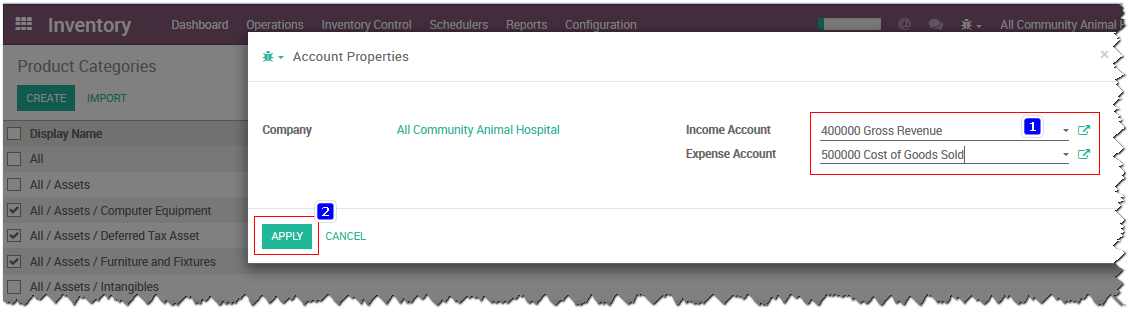 Inventory Dashboard Operations Inventory Control Schedulers Reports Configuration @ All Community Animal
Product Categories
CREATE IMPORT
Display Name
All
All / Assets
All / Assets / Computer Equipment
All / Assets / Deferred Tax Asset
All / Assets / Furniture and Fixtures
All / Assets / Intangibles
Account Properties ×
Company All Community Animal Hospital
Income Account 400000 Gross Revenue 1
Expense Account 500000 Cost of Goods Sold
2
APPLY CANCEL